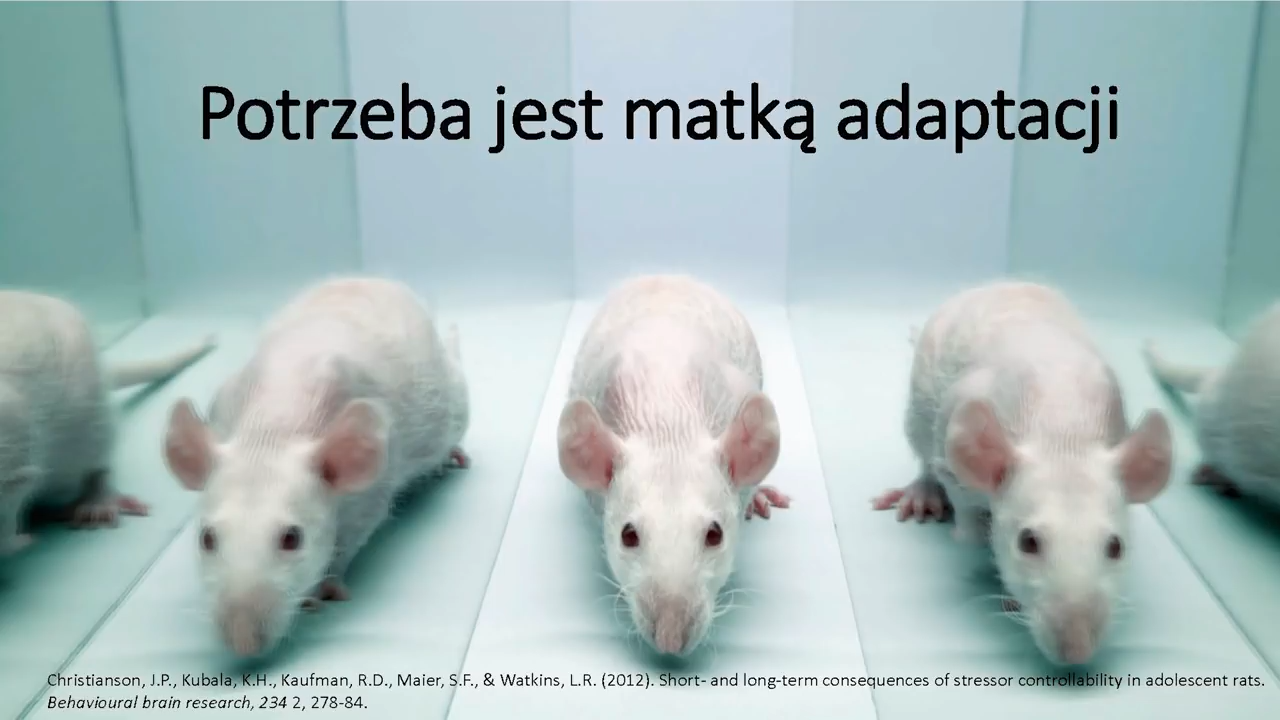 Potrzeba jest matką adaptacji
Christianson, J.P., Kubala, K.H., Kaufman, R.D., Maier, S.F., & Watkins, L.R. (2012). Short- and long-term consequences of stressor controllability in adolescent rats.
Behavioural brain research, 234 2, 278-84.